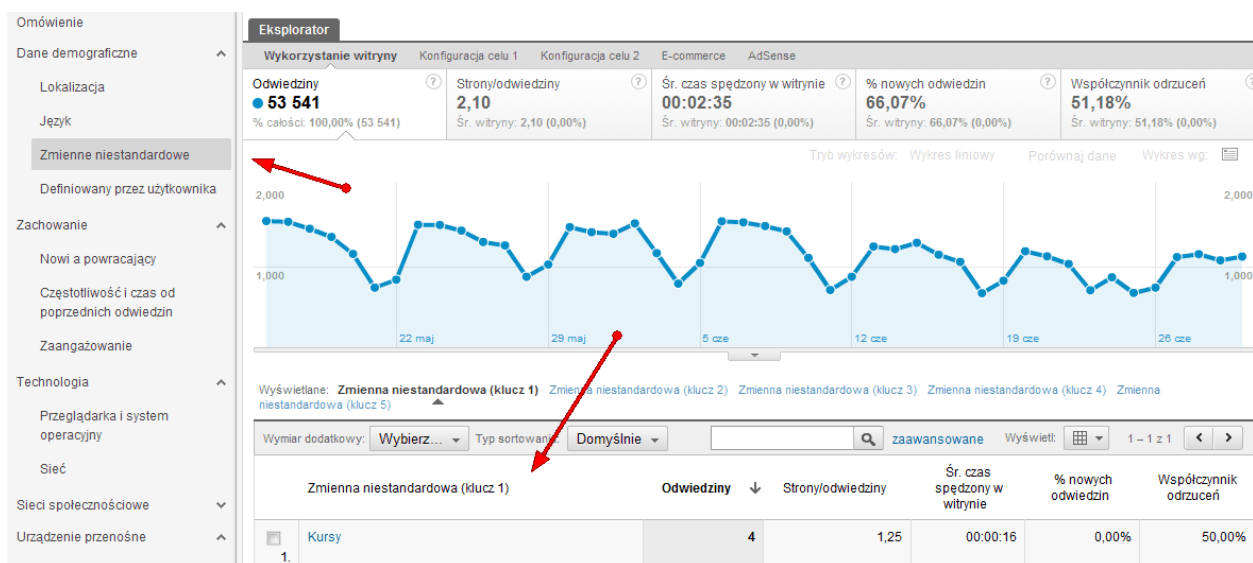 Omówienie
Dane demograficzne
Lokalizacja
Język
Zmienne niestandardowe
Definiowany przez użytkownika
Zachowanie
Nowi a powracający
Częstotliwość i czas od
poprzednich odwiedzin
Zaangażowanie
Technologia
Przeglądarka i system
operacyjny
Sieć
Sieci społecznościowe
Urządzenie przenośne
Eksplorator
Wykorzystanie witryny Konfiguracja celu 1 Konfiguracja celu 2 E-commerce AdSense
Odwiedziny ? Strony/odwiedziny ? Śr. czas spędzony w witrynie ? % nowych odwiedzin ? Współczynnik odrzuceń ?
53 541 2,10 00:02:35 66,07% 51,18%
% całości: 100,00% (53 541) Śr. witryny: 2,10 (0,00%) Śr. witryny: 00:02:35 (0,00%) Śr. witryny: 66,07% (0,00%) Śr. witryny: 51,18% (0,00%)
Tryb wykresów: Wykres liniowy Porównaj dane Wykres wg:
2,000 2,000
1,000 1,000
22 maj 29 maj 5 cze 12 cze 19 cze 26 cze
Wyświetlane: Zmienna niestandardowa (klucz 1) Zmienna niestandardowa (klucz 2) Zmienna niestandardowa (klucz 3) Zmienna niestandardowa (klucz 4) Zmienna
niestandardowa (klucz 5)
Wymiar dodatkowy: Wybierz... Typ sortowania: Domyślnie zaawansowane Wyświetl: 1 – 1 z 1
Zmienna niestandardowa (klucz 1) Odwiedziny Strony/odwiedziny Śr. czas spędzony w witrynie % nowych odwiedzin Współczynnik odrzuceń
1. Kursy 4 1,25 00:00:16 0,00% 50,00%